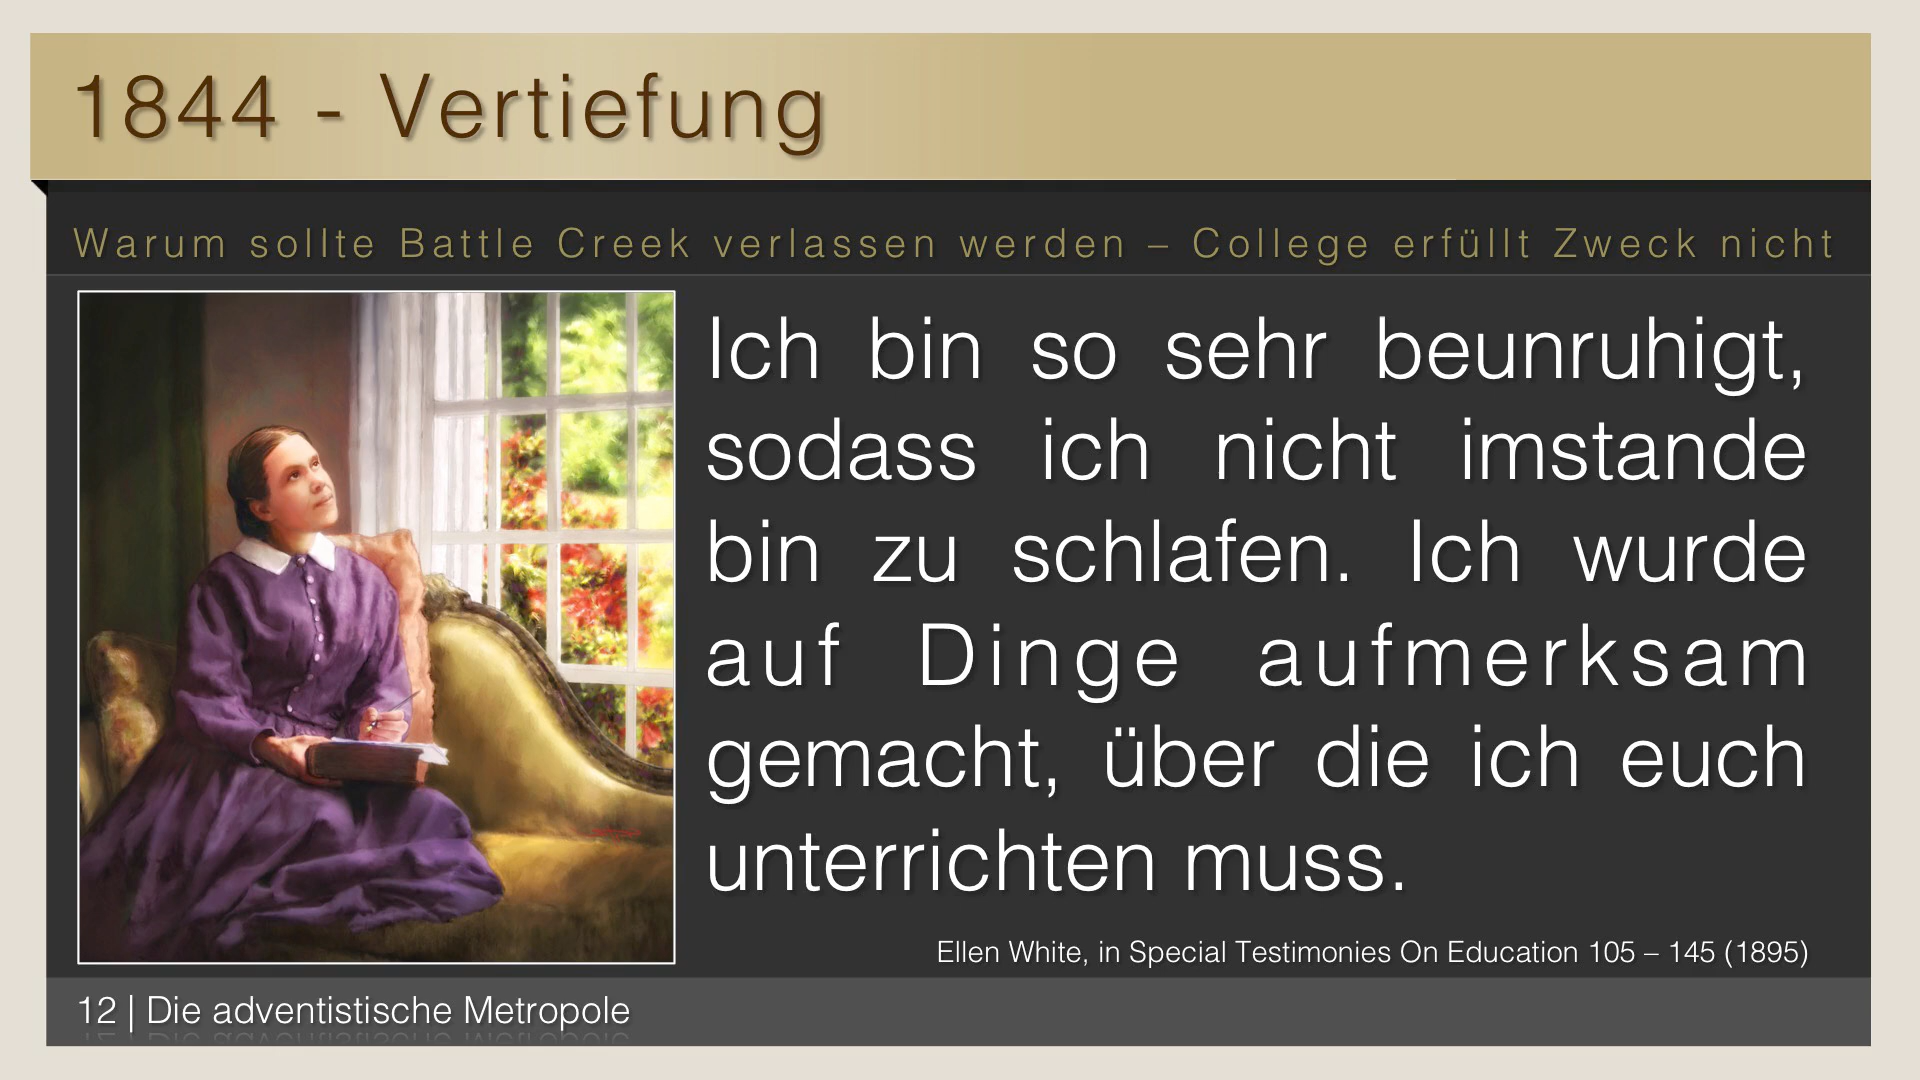 1844 - Vertiefung
Warum sollte Battle Creek verlassen werden – College erfüllt Zweck nicht
Ich bin so sehr beunruhigt,
sodass ich nicht imstande
bin zu schlafen. Ich wurde
auf Dinge aufmerksam
gemacht, über die ich euch
unterrichten muss.
Ellen White, in Special Testimonies On Education 105 – 145 (1895)
12 | Die adventistische Metropole